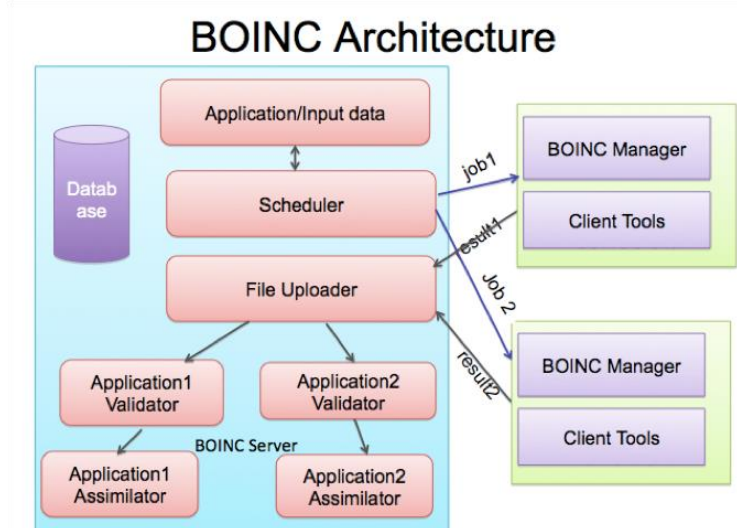 BOINC Architecture
Application/Input data
Datab
ase
Scheduler
File Uploader
Application1
Validator
Application2
Validator
BOINC Server
Application1
Assimilator
Application2
Assimilator
job1
esult1
Job 2
result2
BOINC Manager
Client Tools
BOINC Manager
Client Tools